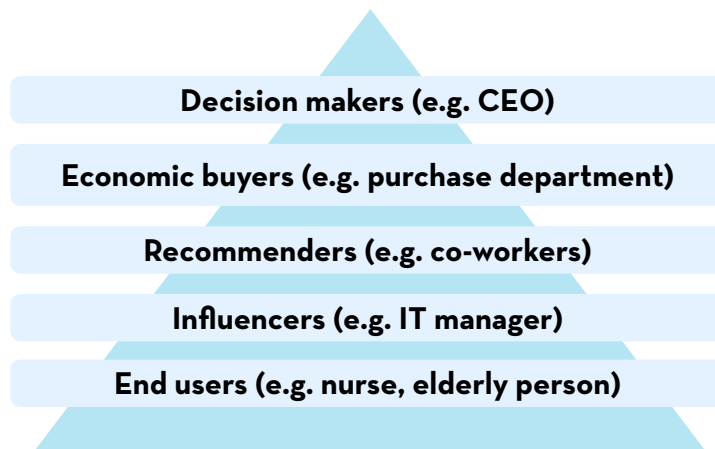 Decision makers (e.g. CEO)
Economic buyers (e.g. purchase department)
Recommenders (e.g. co-workers)
Influencers (e.g. IT manager)
End users (e.g. nurse, elderly person)